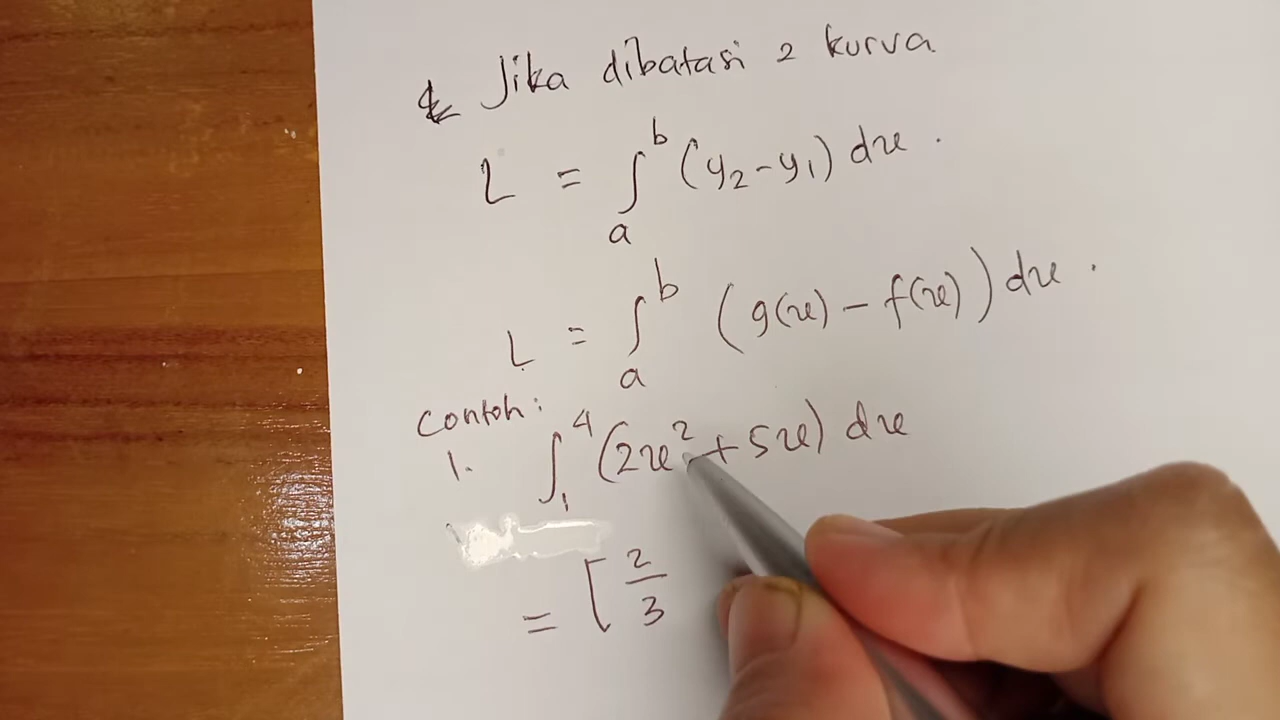 Jika dibatasi 2 kurva
L = ∫ₐᵇ (y₂ - y₁) dx .
L = ∫ₐᵇ (g(x) - f(x)) dx .
Contoh:
1. ∫₁⁴ (2x² + 5x) dx
= [ 2/3